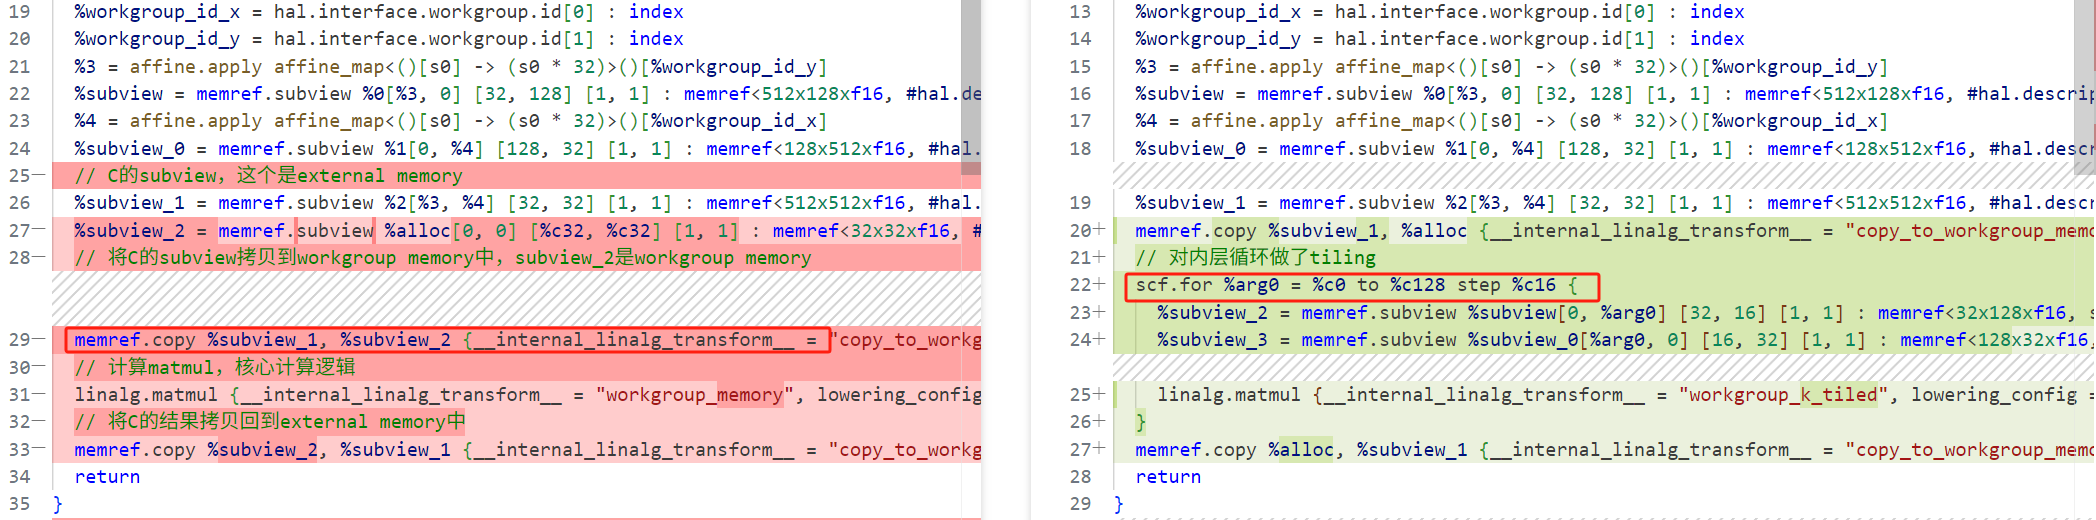 19 %workgroup_id_x = hal.interface.workgroup.id[0] : index
20 %workgroup_id_y = hal.interface.workgroup.id[1] : index
21 %3 = affine.apply affine_map<()[s0] -> (s0 * 32)>()[%workgroup_id_y]
22 %subview = memref.subview %0[%3, 0] [32, 128] [1, 1] : memref<512x128xf16, #hal.de
23 %4 = affine.apply affine_map<()[s0] -> (s0 * 32)>()[%workgroup_id_x]
24 %subview_0 = memref.subview %1[0, %4] [128, 32] [1, 1] : memref<128x512xf16, #hal.
25— // C的subview，这个是external memory
26 %subview_1 = memref.subview %2[%3, %4] [32, 32] [1, 1] : memref<512x512xf16, #hal.
27— %subview_2 = memref.subview %alloc[0, 0] [%c32, %c32] [1, 1] : memref<32x32xf16, #
28— // 将C的subview拷贝到workgroup memory中，subview_2是workgroup memory
29— memref.copy %subview_1, %subview_2 {__internal_linalg_transform__ = "copy_to_workg
30— // 计算matmul，核心计算逻辑
31— linalg.matmul {__internal_linalg_transform__ = "workgroup_memory", lowering_config
32— // 将C的结果拷贝回到external memory中
33— memref.copy %subview_2, %subview_1 {__internal_linalg_transform__ = "copy_to_workg
34 return
35 }
13 %workgroup_id_x = hal.interface.workgroup.id[0] : index
14 %workgroup_id_y = hal.interface.workgroup.id[1] : index
15 %3 = affine.apply affine_map<()[s0] -> (s0 * 32)>()[%workgroup_id_y]
16 %subview = memref.subview %0[%3, 0] [32, 128] [1, 1] : memref<512x128xf16, #hal.descrip
17 %4 = affine.apply affine_map<()[s0] -> (s0 * 32)>()[%workgroup_id_x]
18 %subview_0 = memref.subview %1[0, %4] [128, 32] [1, 1] : memref<128x512xf16, #hal.descr
19 %subview_1 = memref.subview %2[%3, %4] [32, 32] [1, 1] : memref<512x512xf16, #hal.descr
20+ memref.copy %subview_1, %alloc {__internal_linalg_transform__ = "copy_to_workgroup_memo
21+ // 对内层循环做了tiling
22+ scf.for %arg0 = %c0 to %c128 step %c16 {
23+ %subview_2 = memref.subview %subview[0, %arg0] [32, 16] [1, 1] : memref<32x128xf16, s
24+ %subview_3 = memref.subview %subview_0[%arg0, 0] [16, 32] [1, 1] : memref<128x32xf16,
25+ linalg.matmul {__internal_linalg_transform__ = "workgroup_k_tiled", lowering_config =
26+ }
27+ memref.copy %alloc, %subview_1 {__internal_linalg_transform__ = "copy_to_workgroup_memo
28 return
29 }